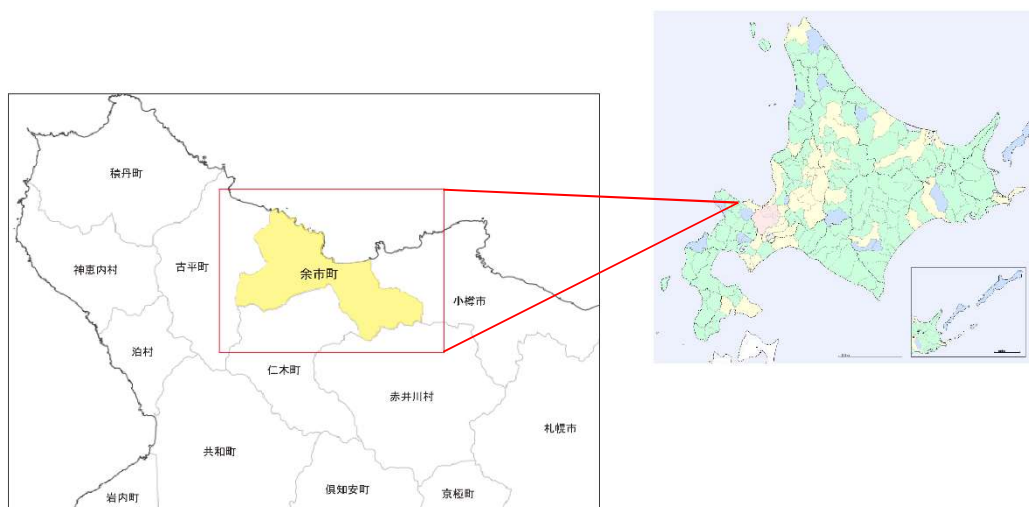 積丹町
神恵内村
古平町
余市町
小樽市
泊村
仁木町
赤井川村
札幌市
共和町
倶知安町
京極町
岩内町